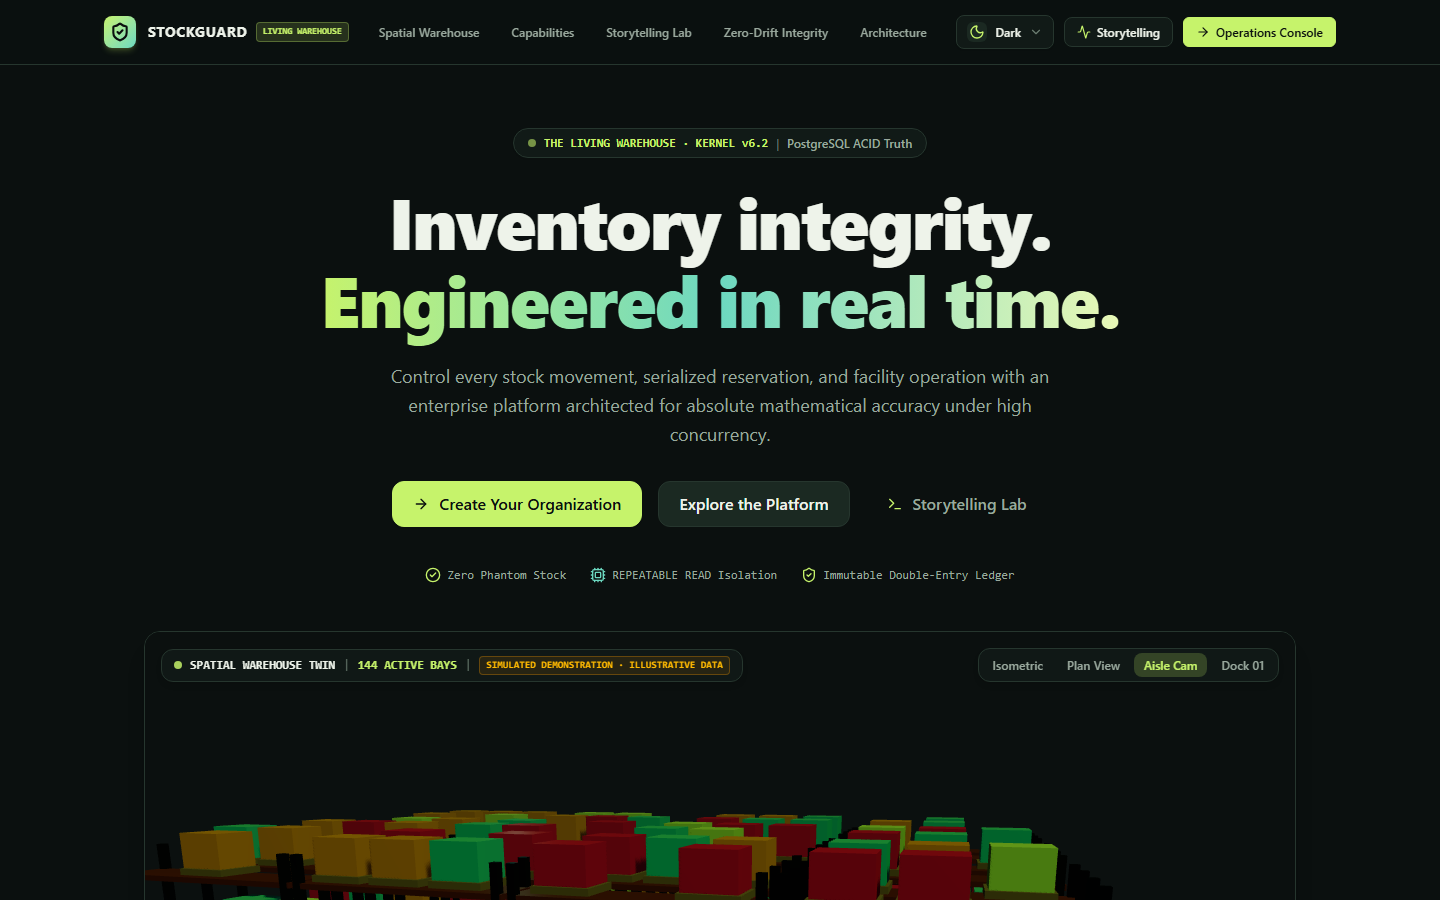 STOCKGUARD LIVING WAREHOUSE Spatial Warehouse Capabilities Storytelling Lab Zero-Drift Integrity Architecture Dark Storytelling Operations Console
THE LIVING WAREHOUSE · KERNEL v6.2 | PostgreSQL ACID Truth
Inventory integrity.
Engineered in real time.
Control every stock movement, serialized reservation, and facility operation with an
enterprise platform architected for absolute mathematical accuracy under high
concurrency.
Create Your Organization Explore the Platform Storytelling Lab
Zero Phantom Stock REPEATABLE READ Isolation Immutable Double-Entry Ledger
SPATIAL WAREHOUSE TWIN | 144 ACTIVE BAYS | SIMULATED DEMONSTRATION · ILLUSTRATIVE DATA Isometric Plan View Aisle Cam Dock 01